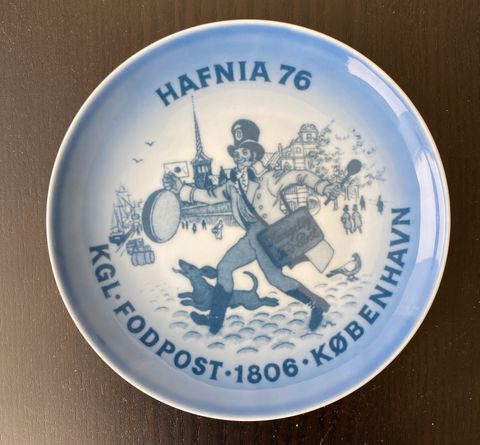 HAFNIA 76
KGL · FODPOST · 1806 · KØBENHAVN